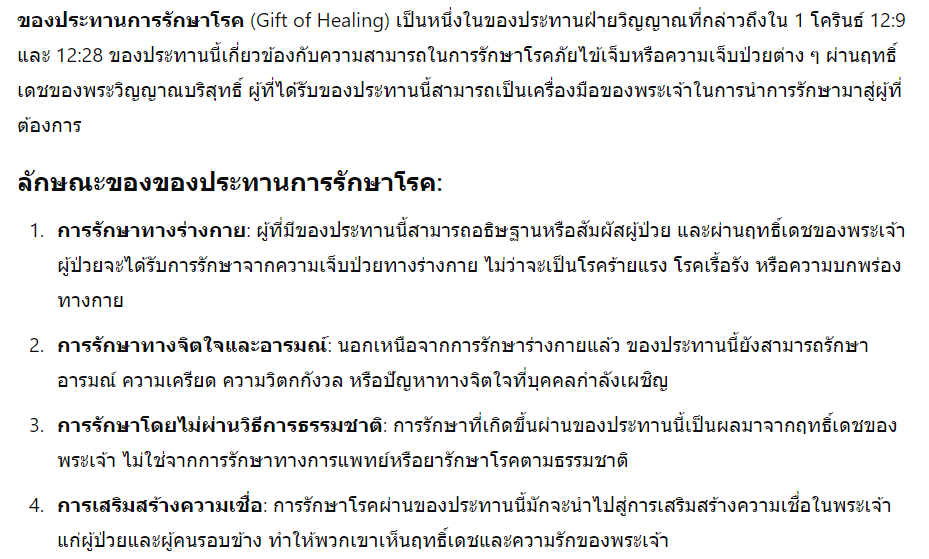 ของประทานการรักษาโรค (Gift of Healing) เป็นหนึ่งในของประทานฝ่ายวิญญาณที่กล่าวถึงใน 1 โครินธ์ 12:9
และ 12:28 ของประทานนี้เกี่ยวข้องกับความสามารถในการรักษาโรคภัยไข้เจ็บหรือความเจ็บป่วยต่าง ๆ ผ่านฤทธิ์
เดชของพระวิญญาณบริสุทธิ์ ผู้ที่ได้รับของประทานนี้สามารถเป็นเครื่องมือของพระเจ้าในการนำการรักษามาสู่ผู้ที่
ต้องการ
ลักษณะของของประทานการรักษาโรค:
1. การรักษาทางร่างกาย: ผู้ที่มีของประทานนี้สามารถอธิษฐานหรือสัมผัสผู้ป่วย และผ่านฤทธิ์เดชของพระเจ้า
ผู้ป่วยจะได้รับการรักษาจากความเจ็บป่วยทางร่างกาย ไม่ว่าจะเป็นโรคร้ายแรง โรคเรื้อรัง หรือความบกพร่อง
ทางกาย
2. การรักษาทางจิตใจและอารมณ์: นอกเหนือจากการรักษาร่างกายแล้ว ของประทานนี้ยังสามารถรักษา
อารมณ์ ความเครียด ความวิตกกังวล หรือปัญหาทางจิตใจที่บุคคลกำลังเผชิญ
3. การรักษาโดยไม่ผ่านวิธีการธรรมชาติ: การรักษาที่เกิดขึ้นผ่านของประทานนี้เป็นผลมาจากฤทธิ์เดชของ
พระเจ้า ไม่ใช่จากการรักษาทางการแพทย์หรือยารักษาโรคตามธรรมชาติ
4. การเสริมสร้างความเชื่อ: การรักษาโรคผ่านของประทานนี้มักจะนำไปสู่การเสริมสร้างความเชื่อในพระเจ้า
แก่ผู้ป่วยและผู้คนรอบข้าง ทำให้พวกเขาเห็นฤทธิ์เดชและความรักของพระเจ้า